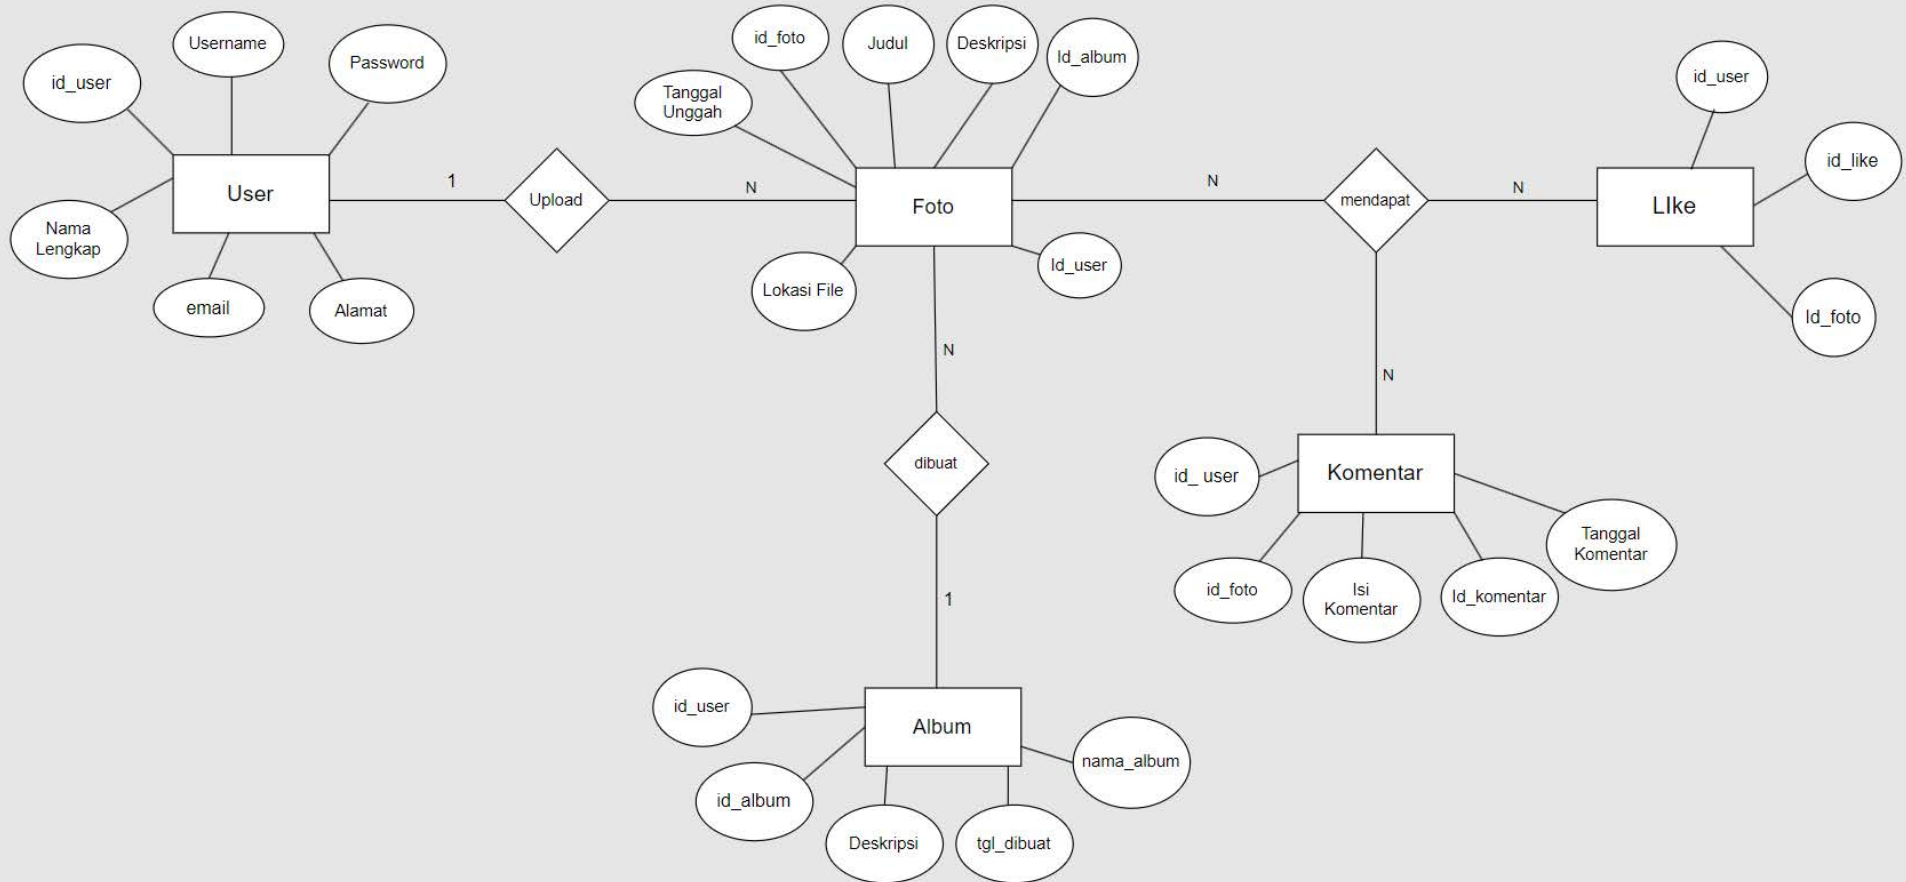 id_user
Username
Password
User
Nama
Lengkap
email
Alamat
1
Upload
N
Tanggal
Unggah
id_foto
Judul
Deskripsi
Id_album
Foto
Lokasi File
Id_user
N
mendapat
N
id_user
id_like
LIke
Id_foto
N
dibuat
1
N
Komentar
id_ user
id_foto
Isi
Komentar
Id_komentar
Tanggal
Komentar
id_user
Album
id_album
Deskripsi
tgl_dibuat
nama_album